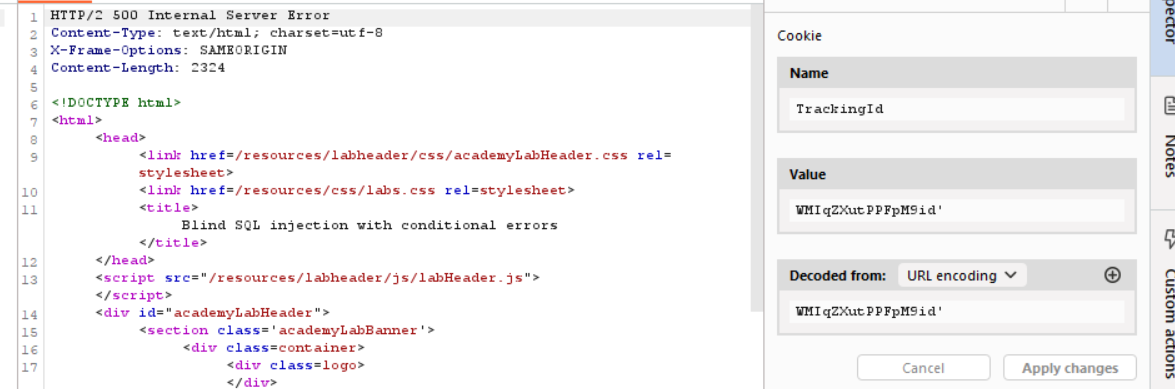 1 HTTP/2 500 Internal Server Error
2 Content-Type: text/html; charset=utf-8
3 X-Frame-Options: SAMEORIGIN
4 Content-Length: 2324
5
6 <!DOCTYPE html>
7 <html>
8 <head>
9 <link href=/resources/labheader/css/academyLabHeader.css rel=
stylesheet>
10 <link href=/resources/css/labs.css rel=stylesheet>
11 <title>
Blind SQL injection with conditional errors
</title>
12 </head>
13 <script src="/resources/labheader/js/labHeader.js">
</script>
14 <div id="academyLabHeader">
15 <section class='academyLabBanner'>
16 <div class=container>
17 <div class=logo>
</div>
Cookie
Name
TrackingId
Value
WMIqZXutPPFpM9id'
Decoded from: URL encoding
WMIqZXutPPFpM9id'
Cancel
Apply changes
Notes
Custom actions